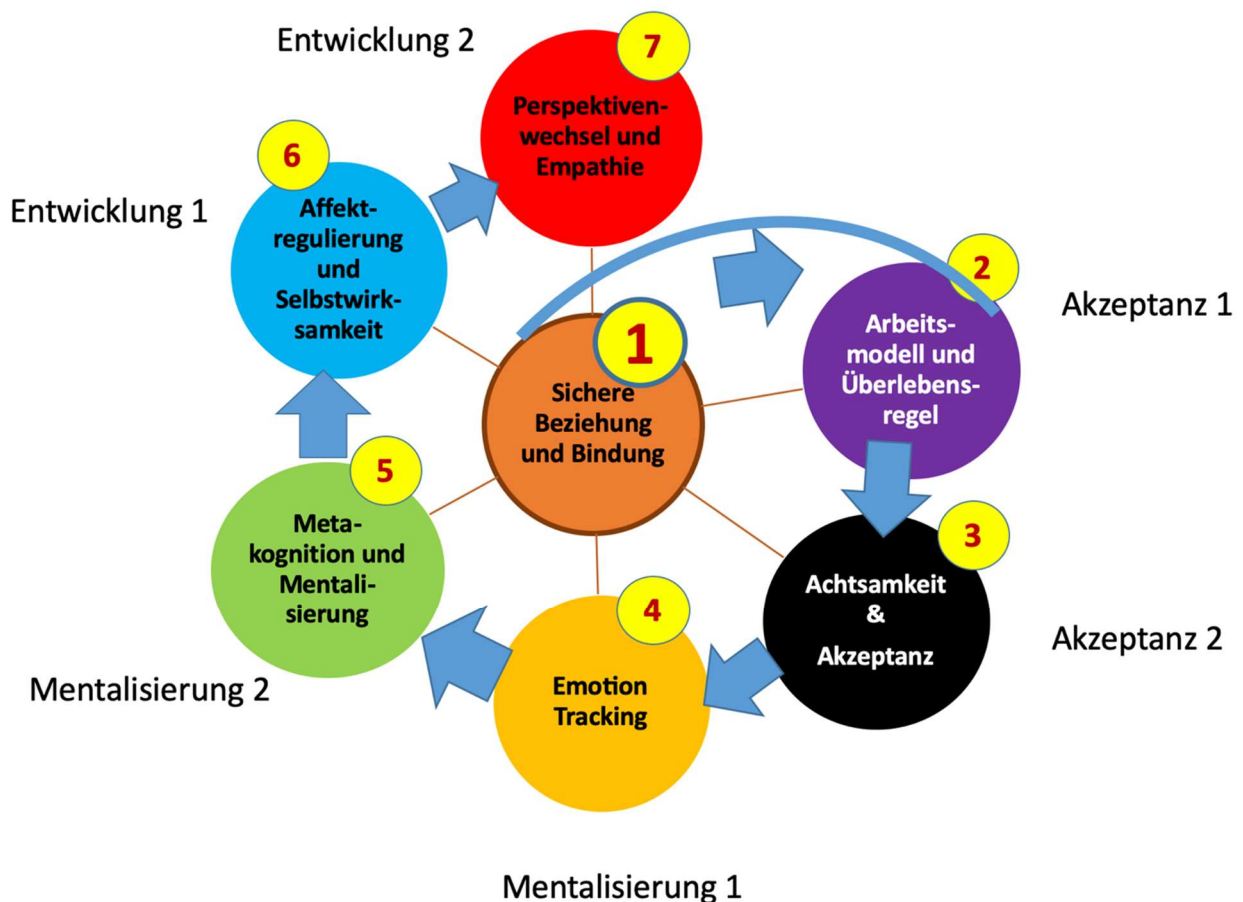 Entwicklung 2
7
Perspektiven-
wechsel und
Empathie
6
Entwicklung 1
Affekt-
regulierung
und
Selbstwirk-
samkeit
2
Akzeptanz 1
Arbeits-
modell und
Überlebens-
regel
1
Sichere
Beziehung
und Bindung
5
Meta-
kognition und
Mentali-
sierung
Mentalisierung 2
3
Achtsamkeit
&
Akzeptanz
Akzeptanz 2
4
Emotion
Tracking
Mentalisierung 1